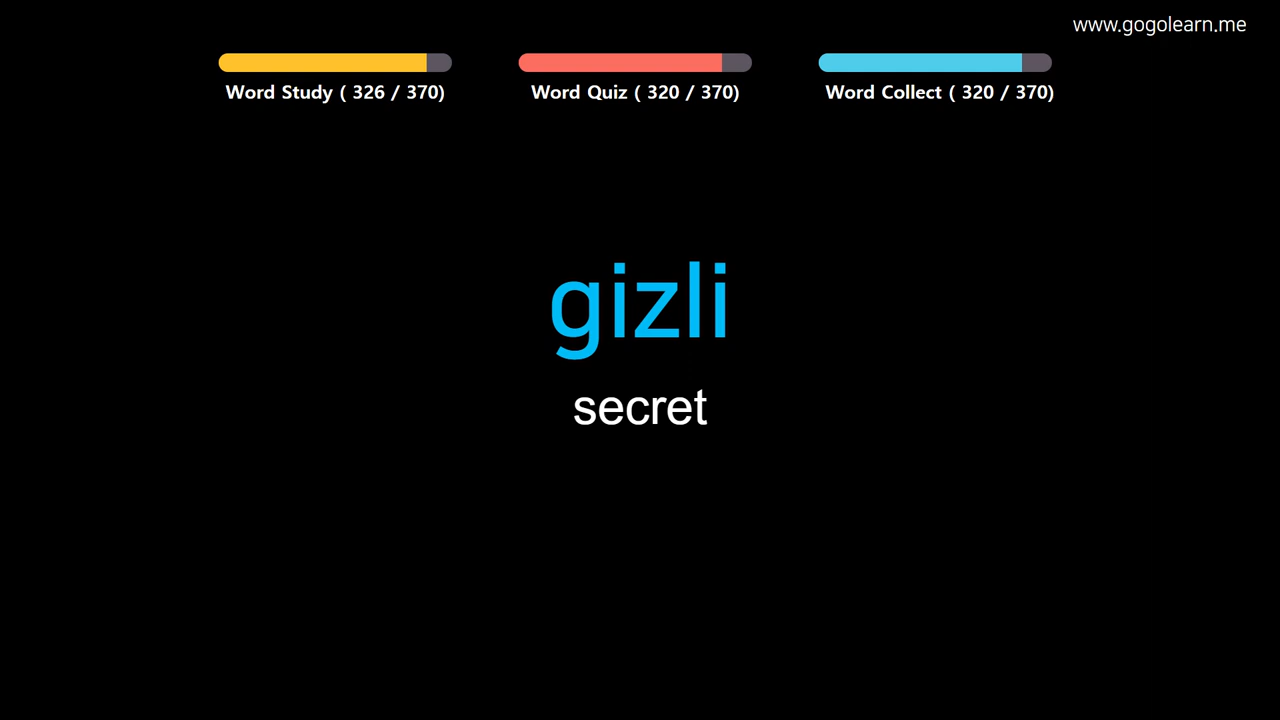 www.gogolearn.me
Word Study ( 326 / 370)
Word Quiz ( 320 / 370)
Word Collect ( 320 / 370)
gizli
secret